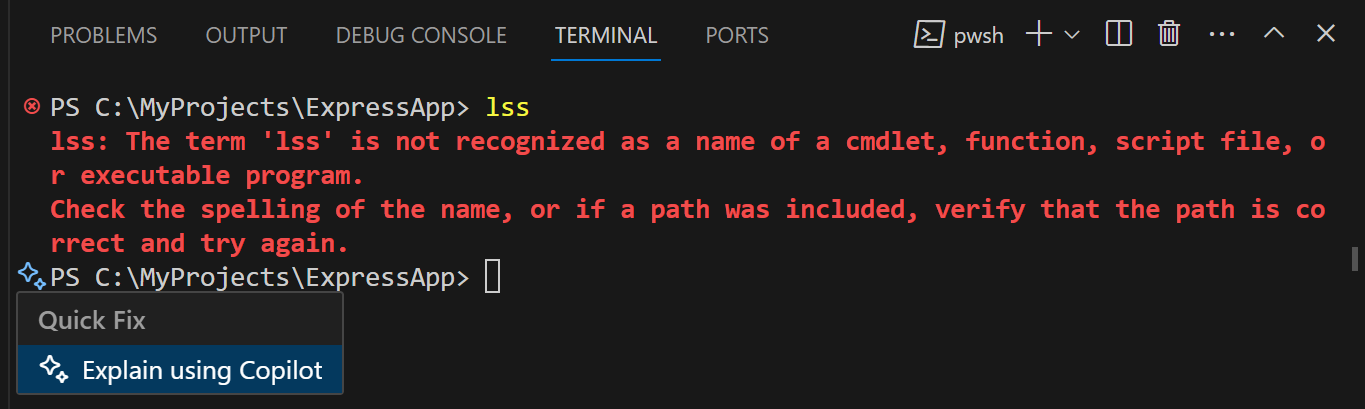 PROBLEMS OUTPUT DEBUG CONSOLE TERMINAL PORTS pwsh
PS C:\MyProjects\ExpressApp> lss
lss: The term 'lss' is not recognized as a name of a cmdlet, function, script file, o
r executable program.
Check the spelling of the name, or if a path was included, verify that the path is co
rrect and try again.
PS C:\MyProjects\ExpressApp>
Quick Fix
Explain using Copilot